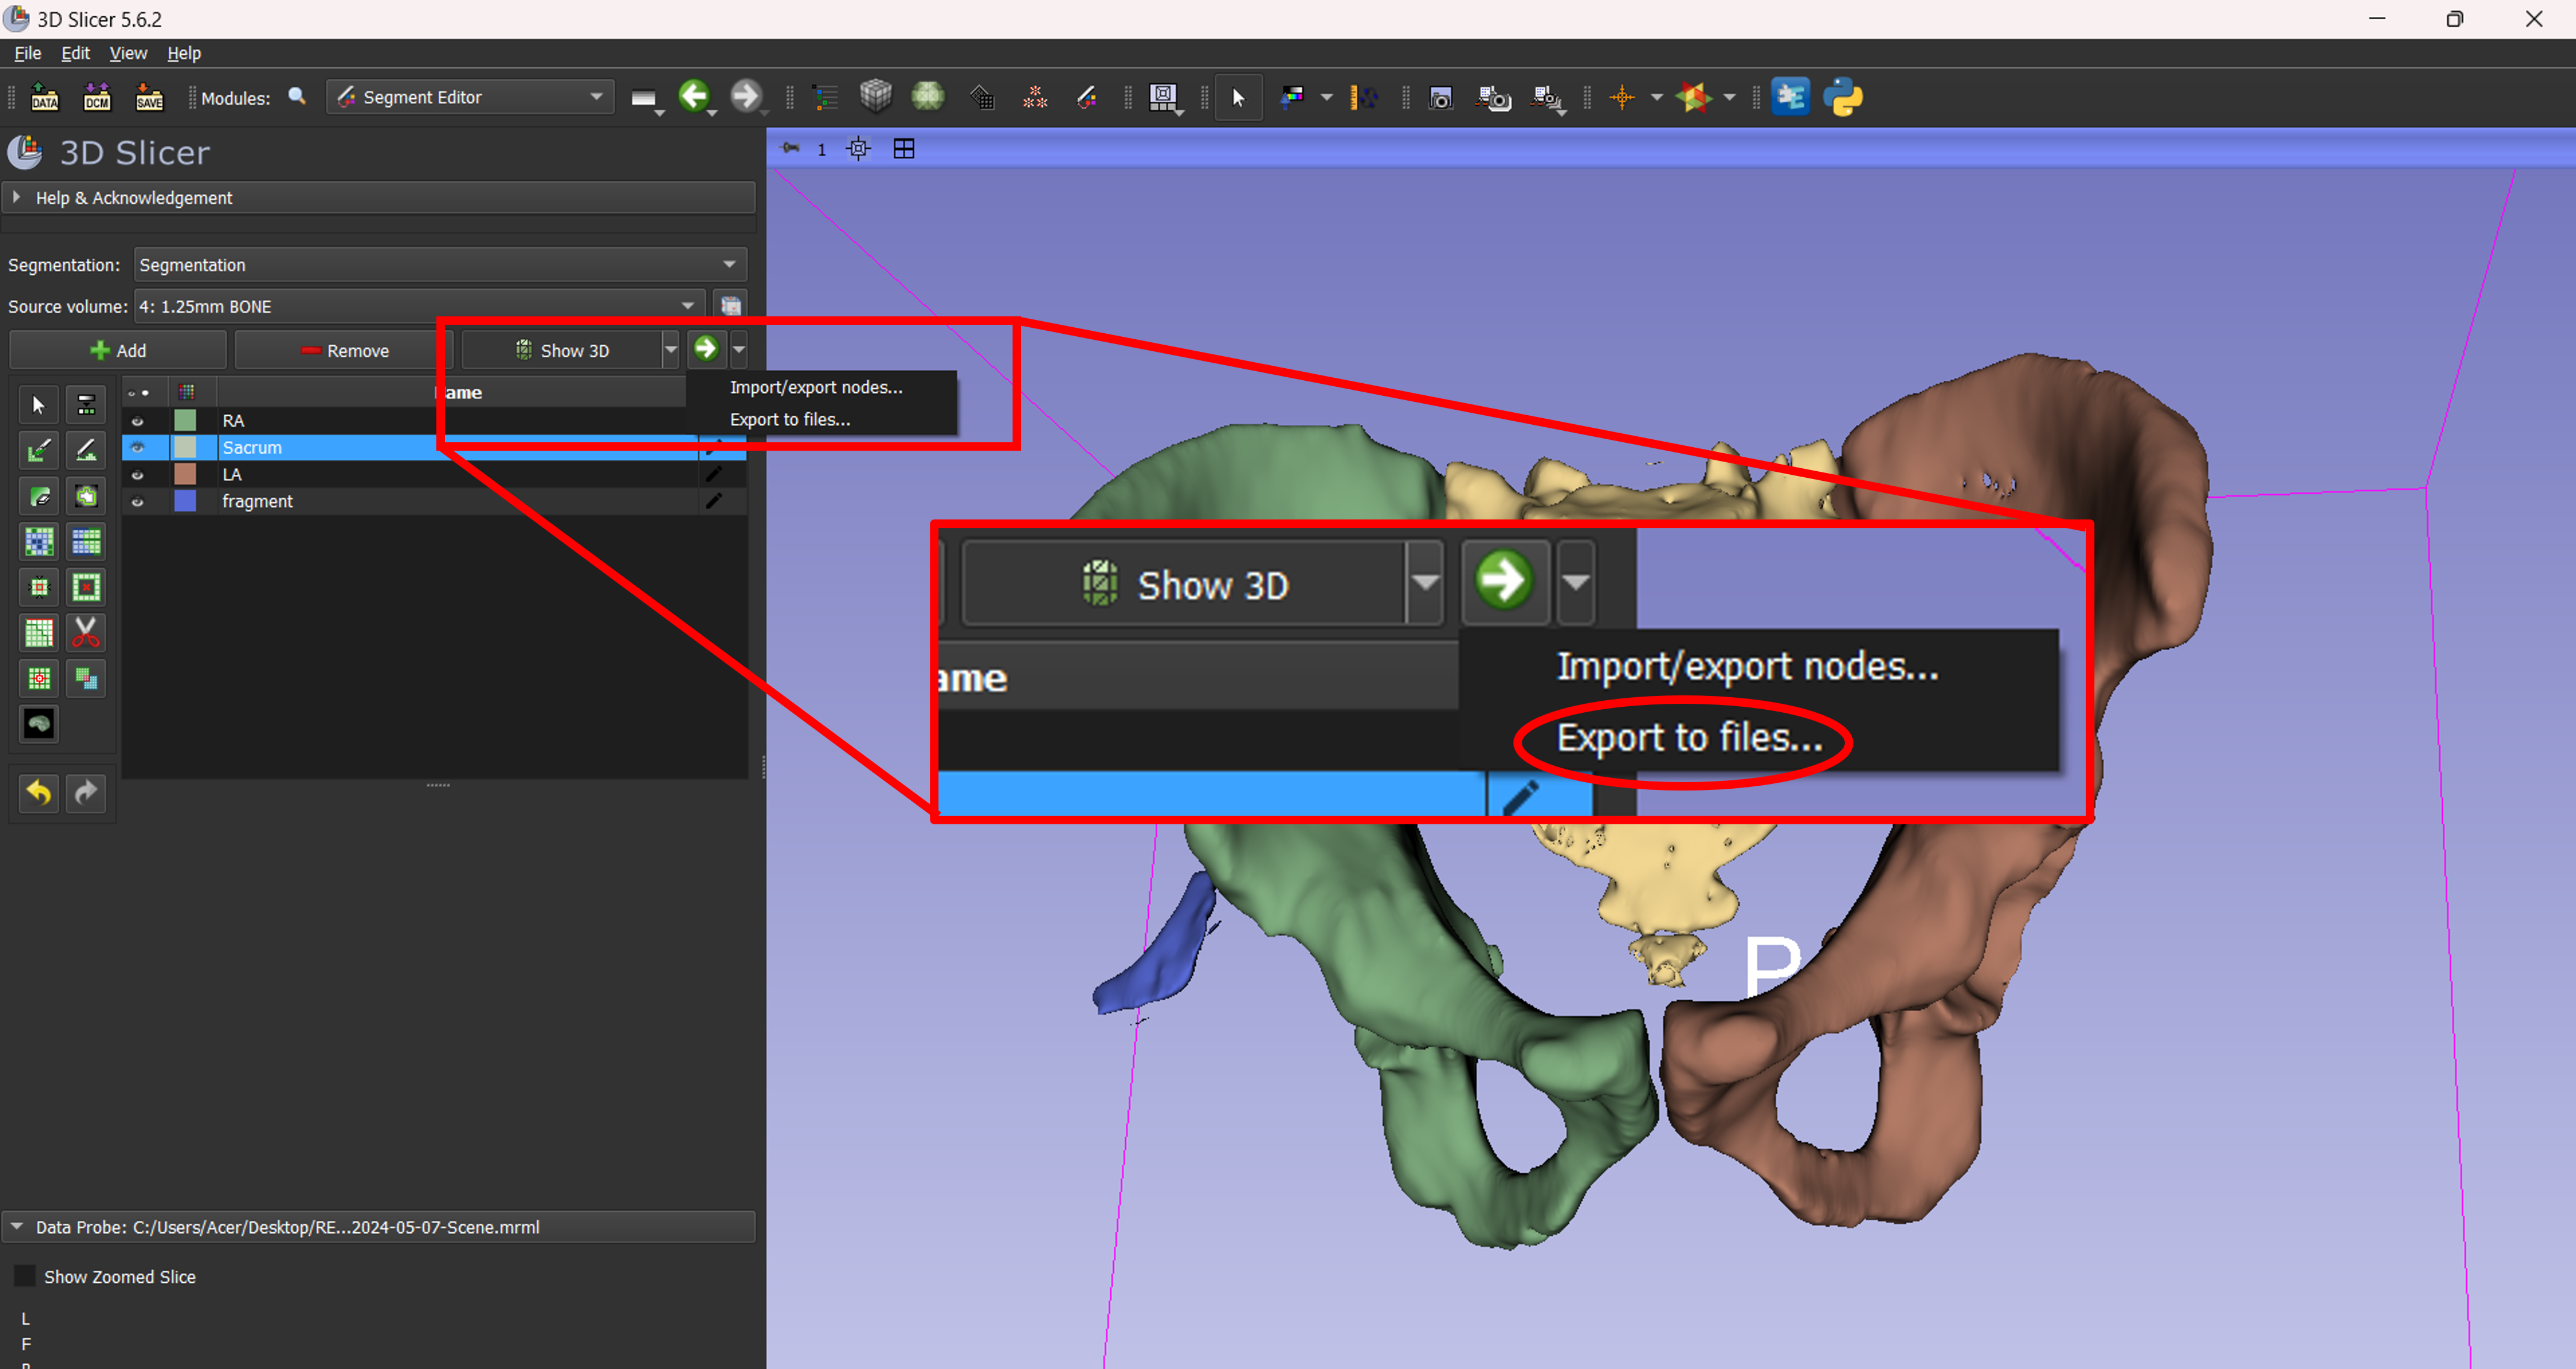 3D Slicer 5.6.2
File Edit View Help
DATA DCM SAVE Modules: Segment Editor
3D Slicer
1
Help & Acknowledgement
Segmentation: Segmentation
Source volume: 4: 1.25mm BONE
Add Remove Show 3D
Import/export nodes...
ame
Export to files...
RA
Sacrum
LA
fragment
Show 3D
Import/export nodes...
ame
Export to files...
P
Data Probe: C:/Users/Acer/Desktop/RE...2024-05-07-Scene.mrml
Show Zoomed Slice
L
F